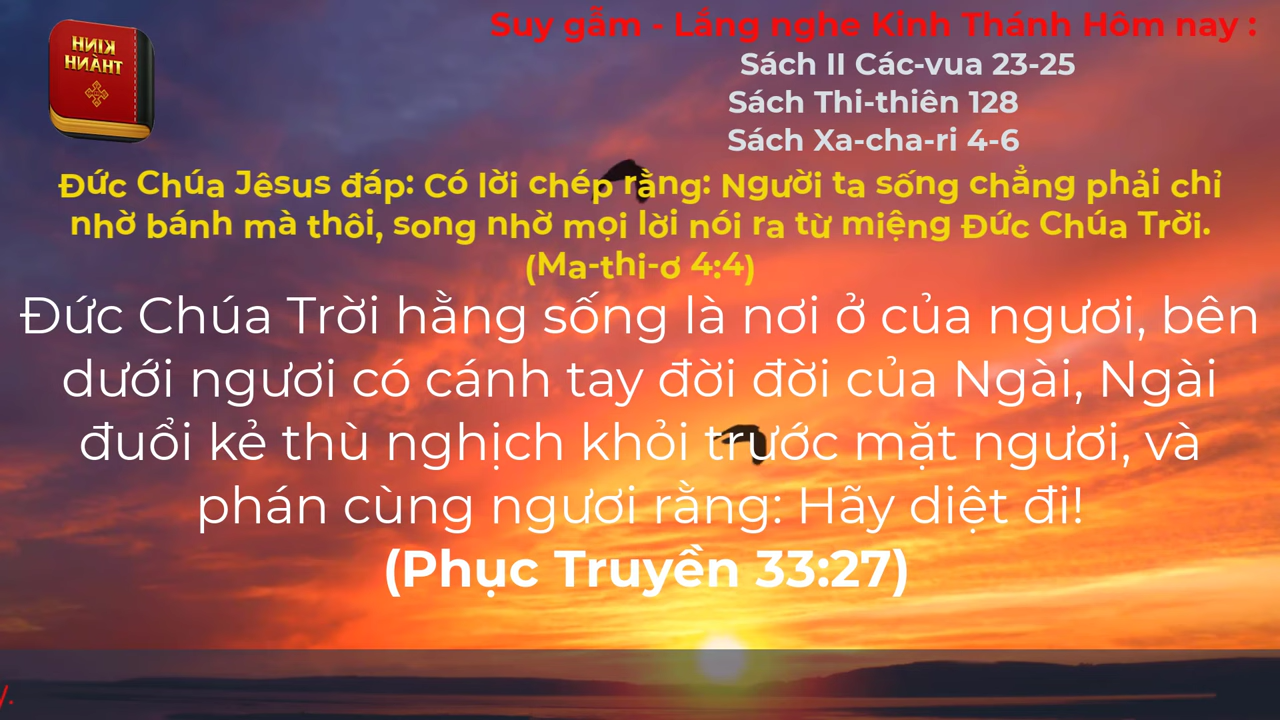 KINH
THÁNH
Suy gẫm - Lắng nghe Kinh Thánh Hôm nay :
Sách II Các-vua 23-25
Sách Thi-thiên 128
Sách Xa-cha-ri 4-6
Đức Chúa Jêsus đáp: Có lời chép rằng: Người ta sống chẳng phải chỉ
nhờ bánh mà thôi, song nhờ mọi lời nói ra từ miệng Đức Chúa Trời.
(Ma-thi-ơ 4:4)
Đức Chúa Trời hằng sống là nơi ở của ngươi, bên
dưới ngươi có cánh tay đời đời của Ngài, Ngài
đuổi kẻ thù nghịch khỏi trước mặt ngươi, và
phán cùng ngươi rằng: Hãy diệt đi!
(Phục Truyền 33:27)